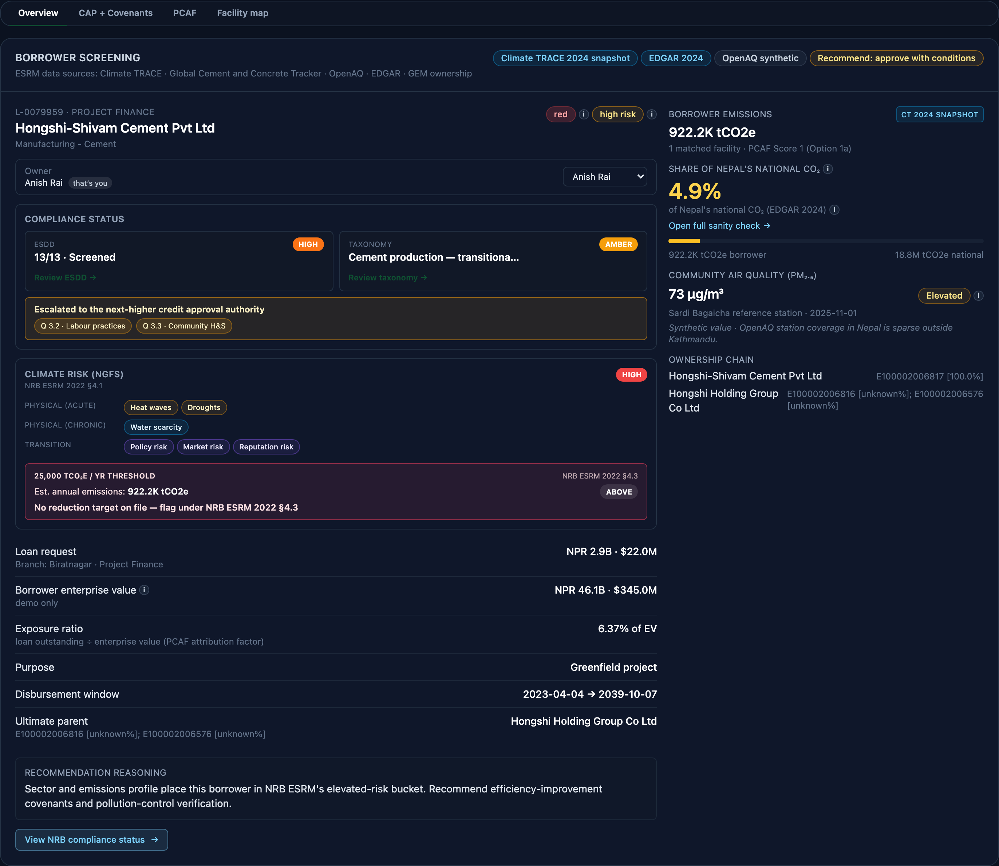 Overview CAP + Covenants PCAF Facility map
BORROWER SCREENING
ESRM data sources: Climate TRACE · Global Cement and Concrete Tracker · OpenAQ · EDGAR · GEM ownership
Climate TRACE 2024 snapshot EDGAR 2024 OpenAQ synthetic Recommend: approve with conditions
L-0079959 · PROJECT FINANCE
Hongshi-Shivam Cement Pvt Ltd
Manufacturing - Cement
red i high risk i
Owner
Anish Rai that's you
Anish Rai
COMPLIANCE STATUS
ESDD HIGH
13/13 · Screened
Review ESDD →
TAXONOMY AMBER
Cement production — transitiona...
Review taxonomy →
Escalated to the next-higher credit approval authority
Q 3.2 · Labour practices Q 3.3 · Community H&S
CLIMATE RISK (NGFS) HIGH
NRB ESRM 2022 §4.1
PHYSICAL (ACUTE) Heat waves Droughts
PHYSICAL (CHRONIC) Water scarcity
TRANSITION Policy risk Market risk Reputation risk
25,000 TCO₂E / YR THRESHOLD NRB ESRM 2022 §4.3
Est. annual emissions: 922.2K tCO2e ABOVE
No reduction target on file — flag under NRB ESRM 2022 §4.3
Loan request NPR 2.9B · $22.0M
Branch: Biratnagar · Project Finance
Borrower enterprise value i NPR 46.1B · $345.0M
demo only
Exposure ratio 6.37% of EV
loan outstanding ÷ enterprise value (PCAF attribution factor)
Purpose Greenfield project
Disbursement window 2023-04-04 → 2039-10-07
Ultimate parent Hongshi Holding Group Co Ltd
E100002006816 [unknown%]; E100002006576 [unknown%]
RECOMMENDATION REASONING
Sector and emissions profile place this borrower in NRB ESRM's elevated-risk bucket. Recommend efficiency-improvement
covenants and pollution-control verification.
View NRB compliance status →
BORROWER EMISSIONS CT 2024 SNAPSHOT
922.2K tCO2e
1 matched facility · PCAF Score 1 (Option 1a)
SHARE OF NEPAL'S NATIONAL CO₂ i
4.9%
of Nepal's national CO₂ (EDGAR 2024) i
Open full sanity check →
922.2K tCO2e borrower 18.8M tCO2e national
COMMUNITY AIR QUALITY (PM₂.₅)
73 µg/m³ Elevated i
Sardi Bagaicha reference station · 2025-11-01
Synthetic value · OpenAQ station coverage in Nepal is sparse outside
Kathmandu.
OWNERSHIP CHAIN
Hongshi-Shivam Cement Pvt Ltd E100002006817 [100.0%]
Hongshi Holding Group E100002006816 [unknown%]; E100002006576
Co Ltd [unknown%]